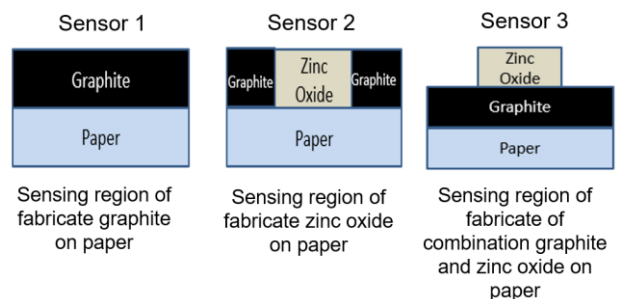 Sensor 1
Graphite
Paper
Sensing region of
fabricate graphite
on paper
Sensor 2
Graphite
Zinc
Oxide
Graphite
Paper
Sensing region of
fabricate zinc oxide
on paper
Sensor 3
Zinc
Oxide
Graphite
Paper
Sensing region of
fabricate of
combination graphite
and zinc oxide on
paper